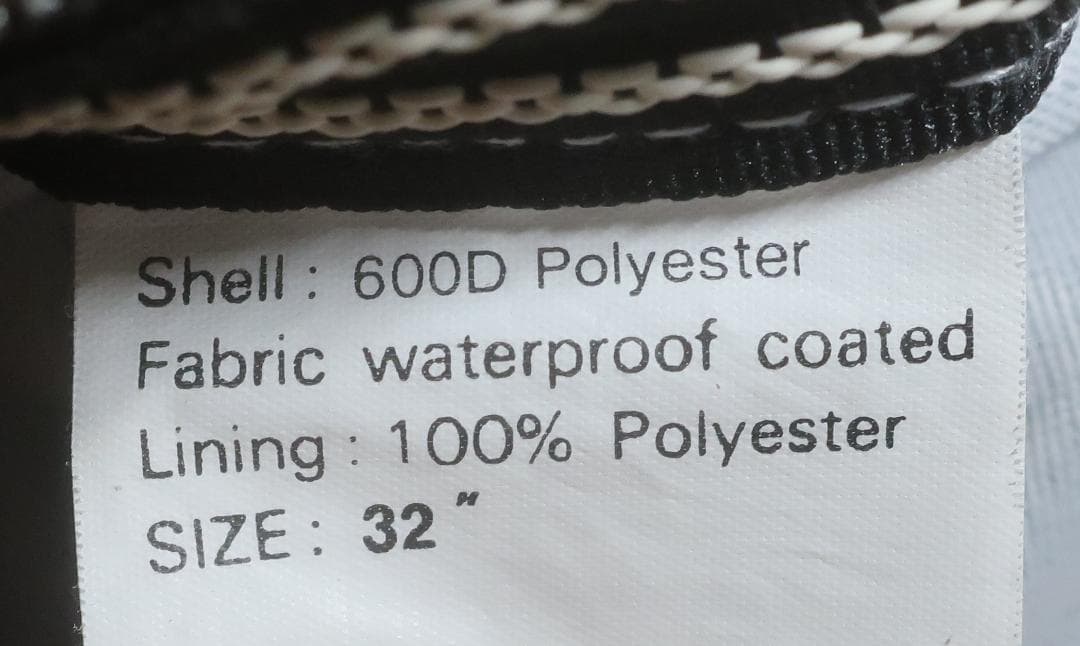 Shell : 600D Polyester
Fabric waterproof coated
Lining : 100% Polyester
SIZE : 32"